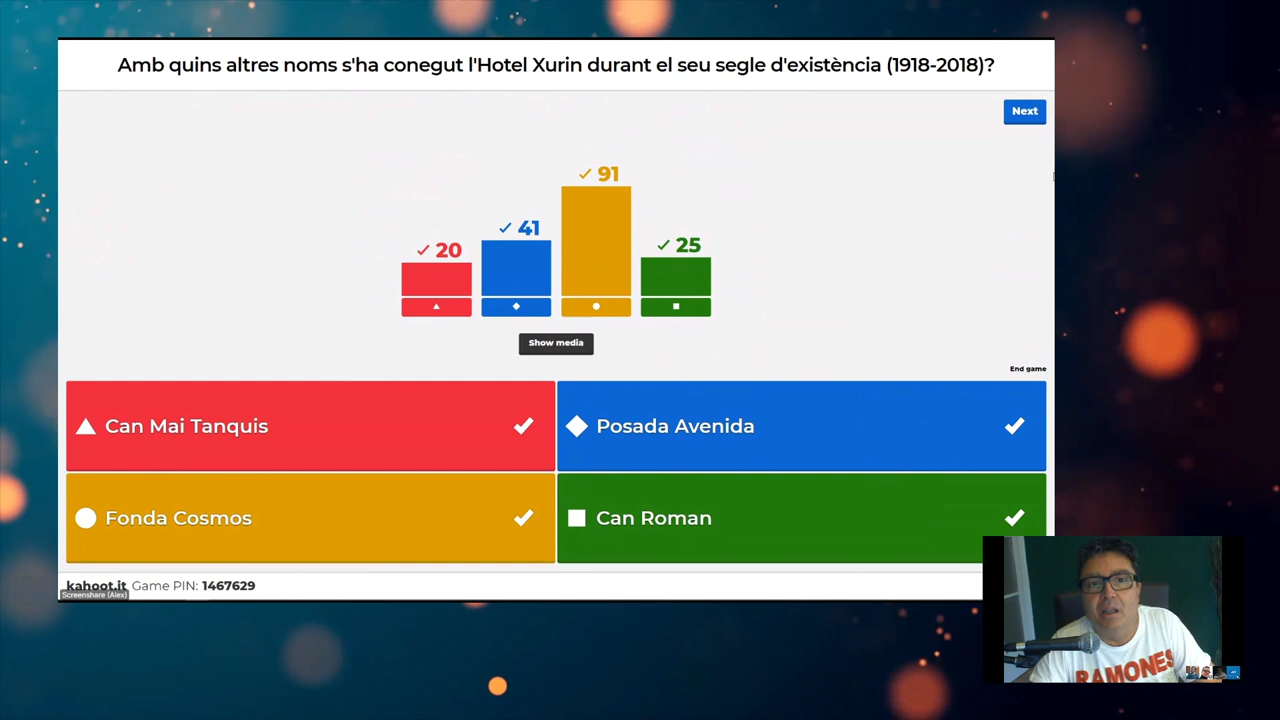 Amb quins altres noms s'ha conegut l'Hotel Xurin durant el seu segle d'existència (1918-2018)?
Next
20
41
91
25
Show media
End game
Can Mai Tanquis
Posada Avenida
Fonda Cosmos
Can Roman
kahoot.it Game PIN: 1467629
Screenshare (Alex)
RAMONES